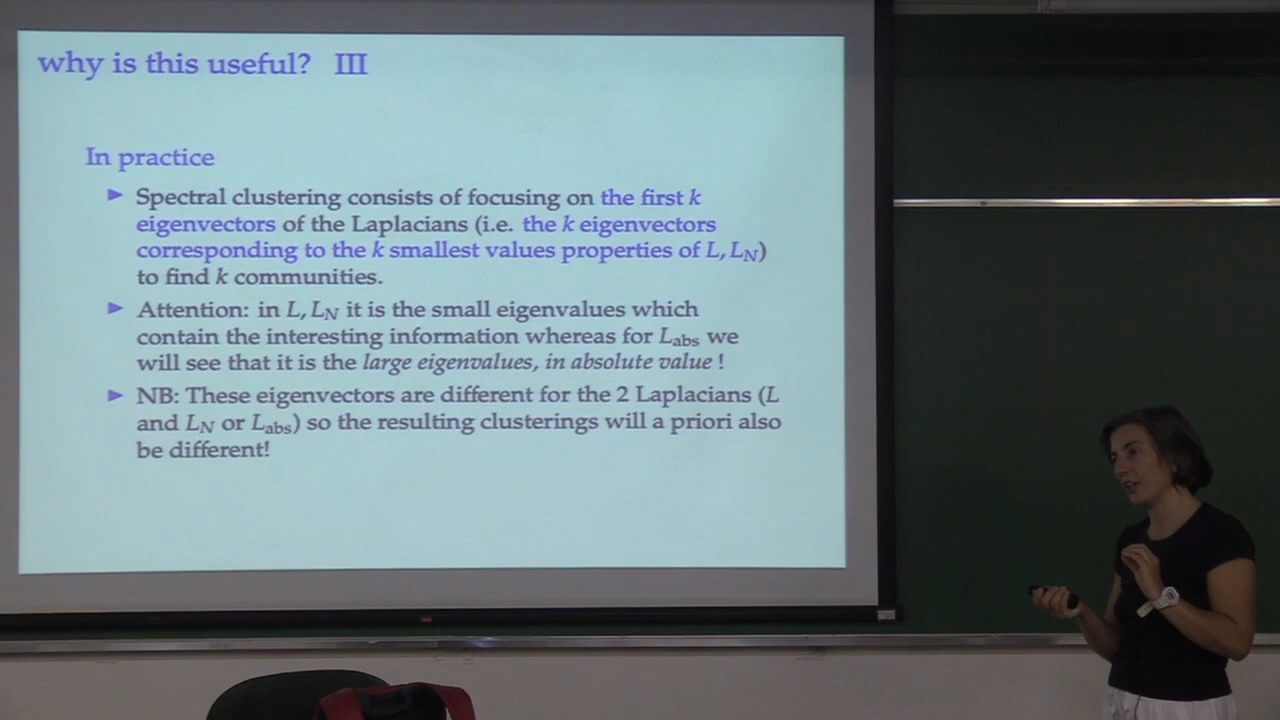 why is this useful? III
In practice
▶ Spectral clustering consists of focusing on the first k
eigenvectors of the Laplacians (i.e. the k eigenvectors
corresponding to the k smallest values properties of L, L_N)
to find k communities.
▶ Attention: in L, L_N it is the small eigenvalues which
contain the interesting information whereas for L_abs we
will see that it is the large eigenvalues, in absolute value !
▶ NB: These eigenvectors are different for the 2 Laplacians (L
and L_N or L_abs) so the resulting clusterings will a priori also
be different!